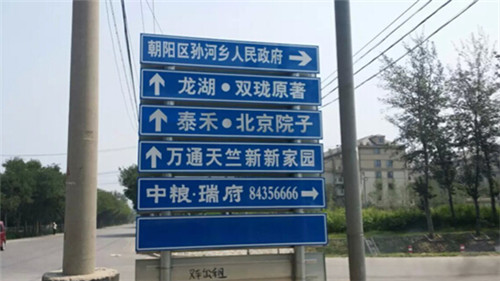 朝阳区孙河乡人民政府 →
↑ 龙湖·双珑原著
↑ 泰禾·北京院子
↑ 万通天竺新新家园
中粮·瑞府 84356666 →